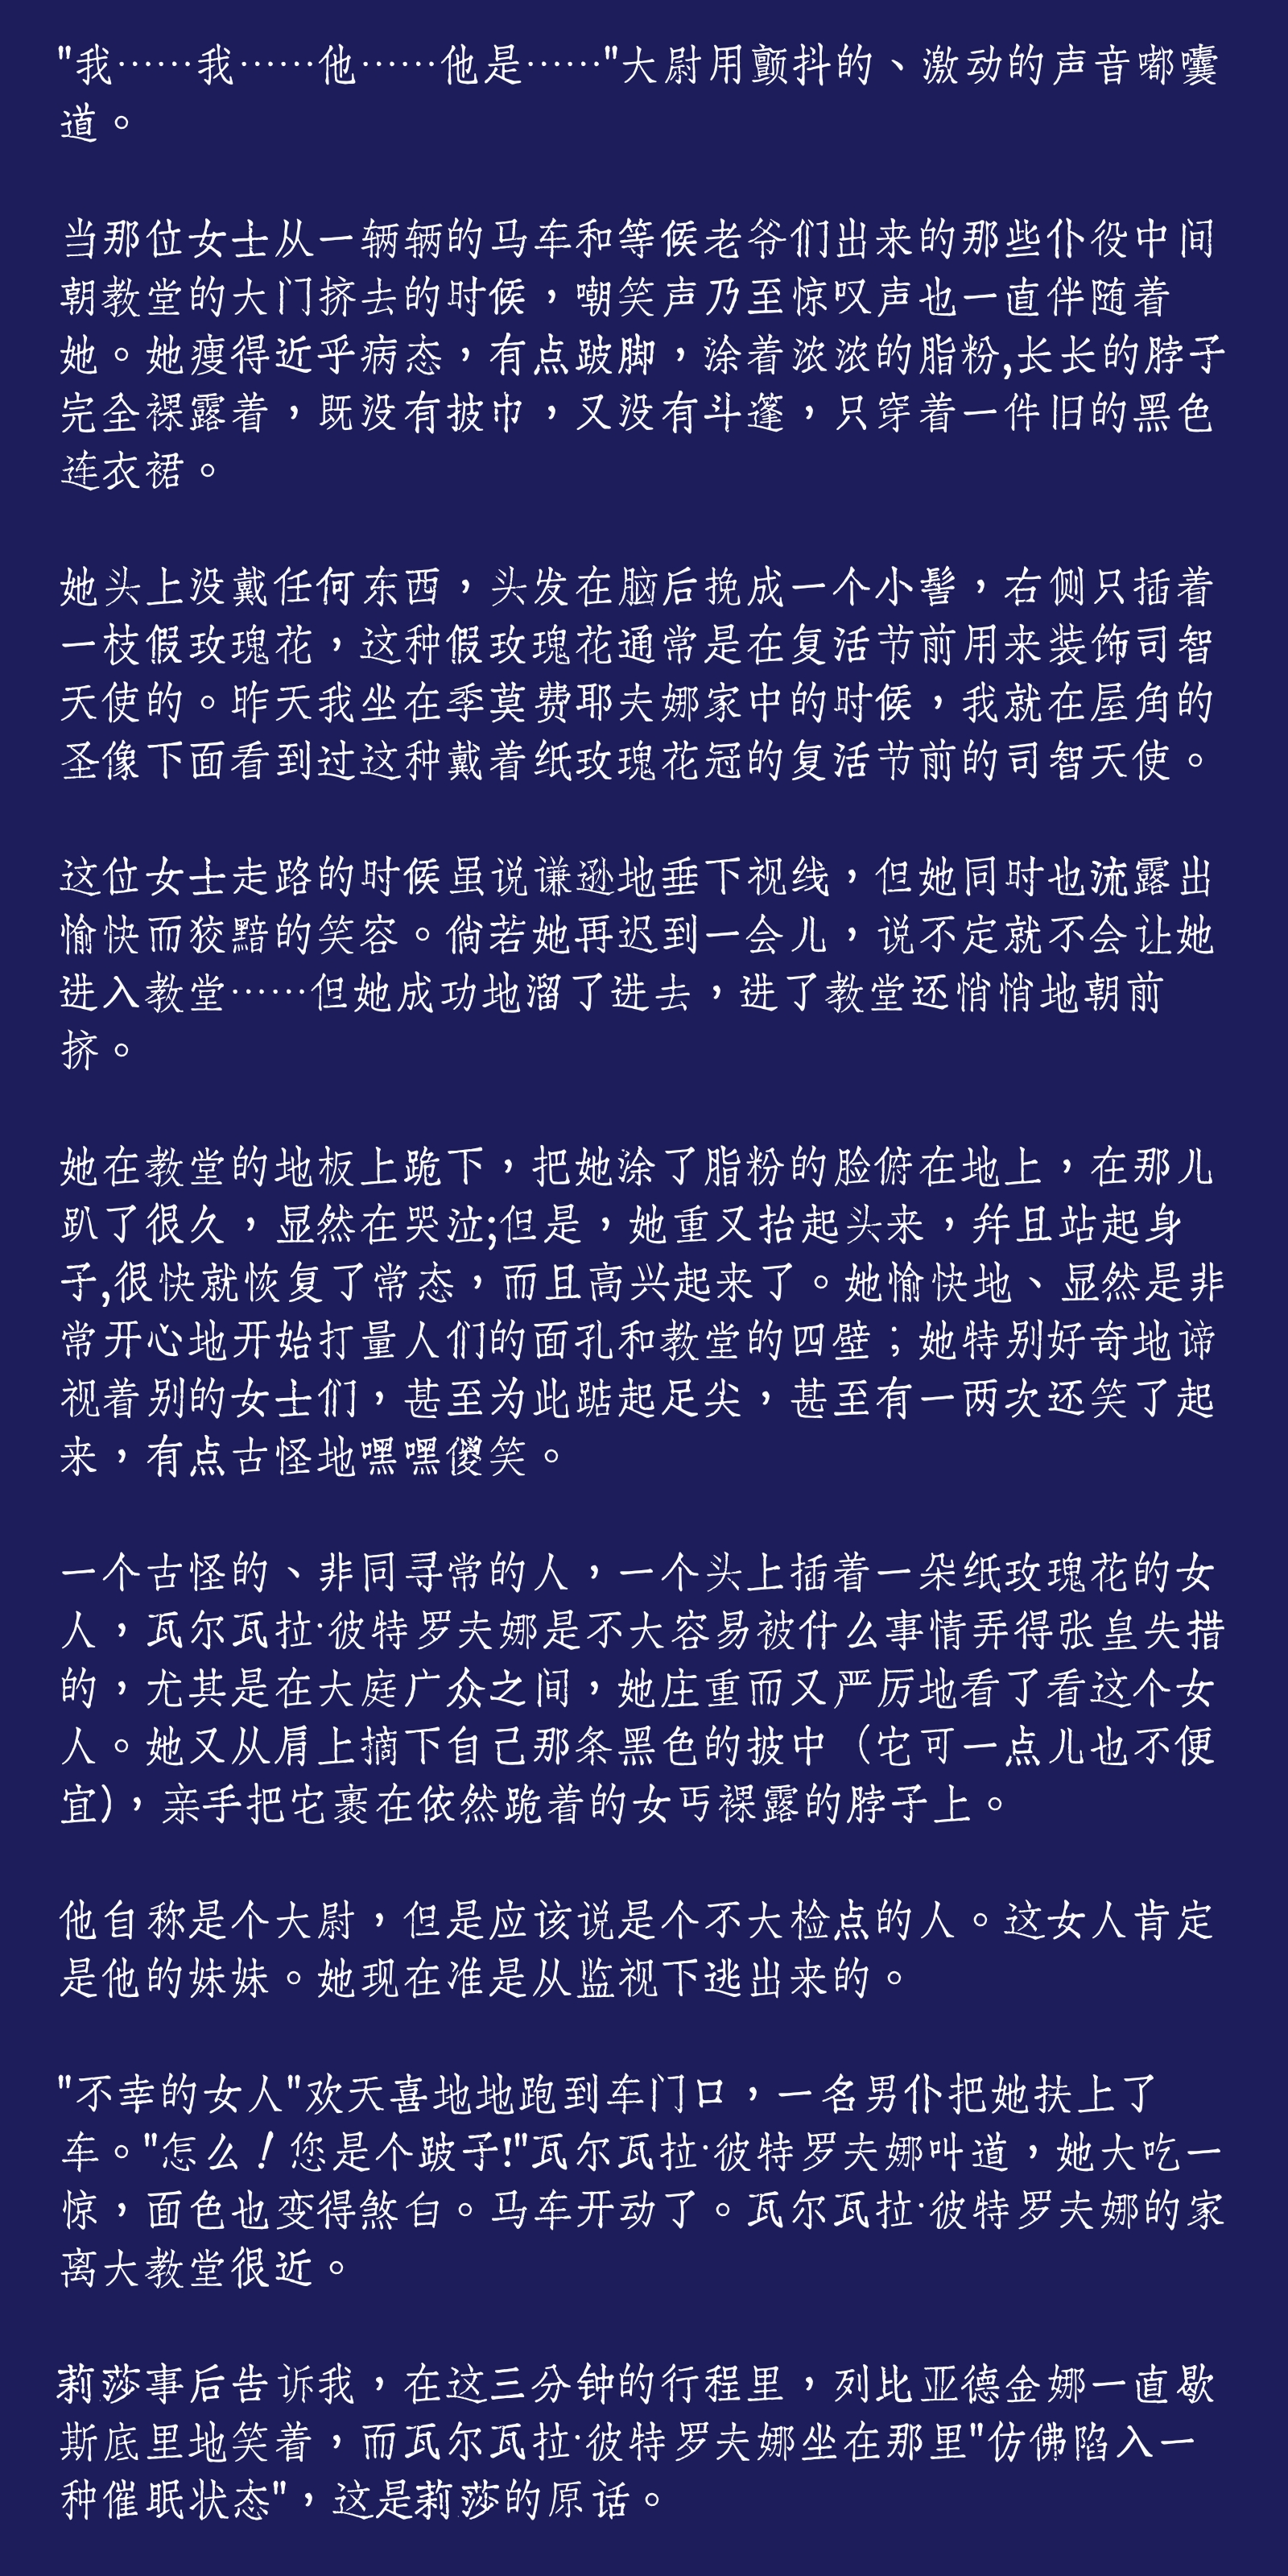 "我……我……他……他是……"大尉用颤抖的、激动的声音嘟囔
道。
当那位女士从一辆辆的马车和等候老爷们出来的那些仆役中间
朝教堂的大门挤去的时候，嘲笑声乃至惊叹声也一直伴随着
她。她瘦得近乎病态，有点跛脚，涂着浓浓的脂粉,长长的脖子
完全裸露着，既没有披巾，又没有斗篷，只穿着一件旧的黑色
连衣裙。
她头上没戴任何东西，头发在脑后挽成一个小髻，右侧只插着
一枝假玫瑰花，这种假玫瑰花通常是在复活节前用来装饰司智
天使的。昨天我坐在季莫费耶夫娜家中的时候，我就在屋角的
圣像下面看到过这种戴着纸玫瑰花冠的复活节前的司智天使。
这位女士走路的时候虽说谦逊地垂下视线，但她同时也流露出
愉快而狡黠的笑容。倘若她再迟到一会儿，说不定就不会让她
进入教堂……但她成功地溜了进去，进了教堂还悄悄地朝前
挤。
她在教堂的地板上跪下，把她涂了脂粉的脸俯在地上，在那儿
趴了很久，显然在哭泣;但是，她重又抬起头来，并且站起身
子,很快就恢复了常态，而且高兴起来了。她愉快地、显然是非
常开心地开始打量人们的面孔和教堂的四壁；她特别好奇地谛
视着别的女士们，甚至为此踮起足尖，甚至有一两次还笑了起
来，有点古怪地嘿嘿傻笑。
一个古怪的、非同寻常的人，一个头上插着一朵纸玫瑰花的女
人，瓦尔瓦拉·彼特罗夫娜是不大容易被什么事情弄得张皇失措
的，尤其是在大庭广众之间，她庄重而又严厉地看了看这个女
人。她又从肩上摘下自己那条黑色的披中（它可一点儿也不便
宜)，亲手把它裹在依然跪着的女丐裸露的脖子上。
他自称是个大尉，但是应该说是个不大检点的人。这女人肯定
是他的妹妹。她现在准是从监视下逃出来的。
"不幸的女人"欢天喜地地跑到车门口，一名男仆把她扶上了
车。"怎么！您是个跛子!"瓦尔瓦拉·彼特罗夫娜叫道，她大吃一
惊，面色也变得煞白。马车开动了。瓦尔瓦拉·彼特罗夫娜的家
离大教堂很近。
莉莎事后告诉我，在这三分钟的行程里，列比亚德金娜一直歇
斯底里地笑着，而瓦尔瓦拉·彼特罗夫娜坐在那里"仿佛陷入一
种催眠状态"，这是莉莎的原话。